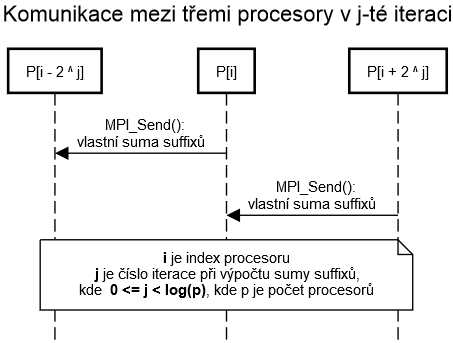 Komunikace mezi třemi procesory v j-té iteraci
P[i - 2 ^ j]
P[i]
P[i + 2 ^ j]
MPI_Send():
vlastní suma suffixů
MPI_Send():
vlastní suma suffixů
i je index procesoru
j je číslo iterace při výpočtu sumy suffixů,
kde 0 <= j < log(p), kde p je počet procesorů